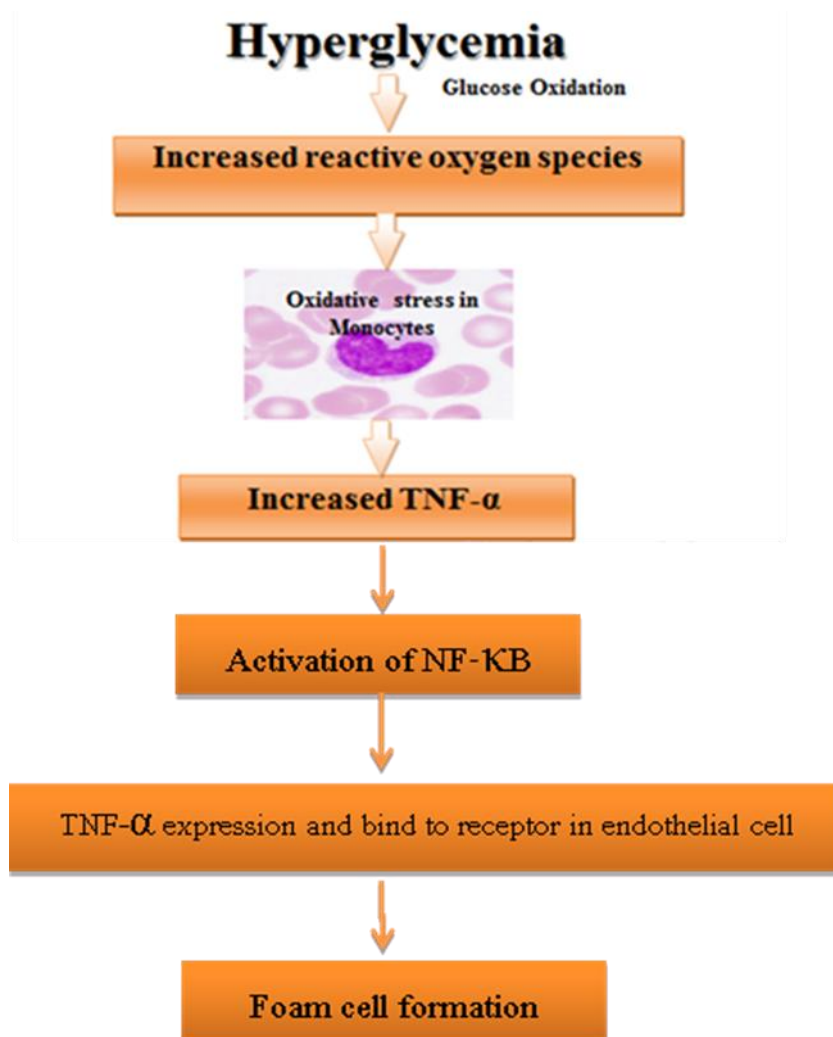 Hyperglycemia
Glucose Oxidation
Increased reactive oxygen species
Oxidative stress in
Monocytes
Increased TNF-α
Activation of NF-ҠB
TNF-α expression and bind to receptor in endothelial cell
Foam cell formation